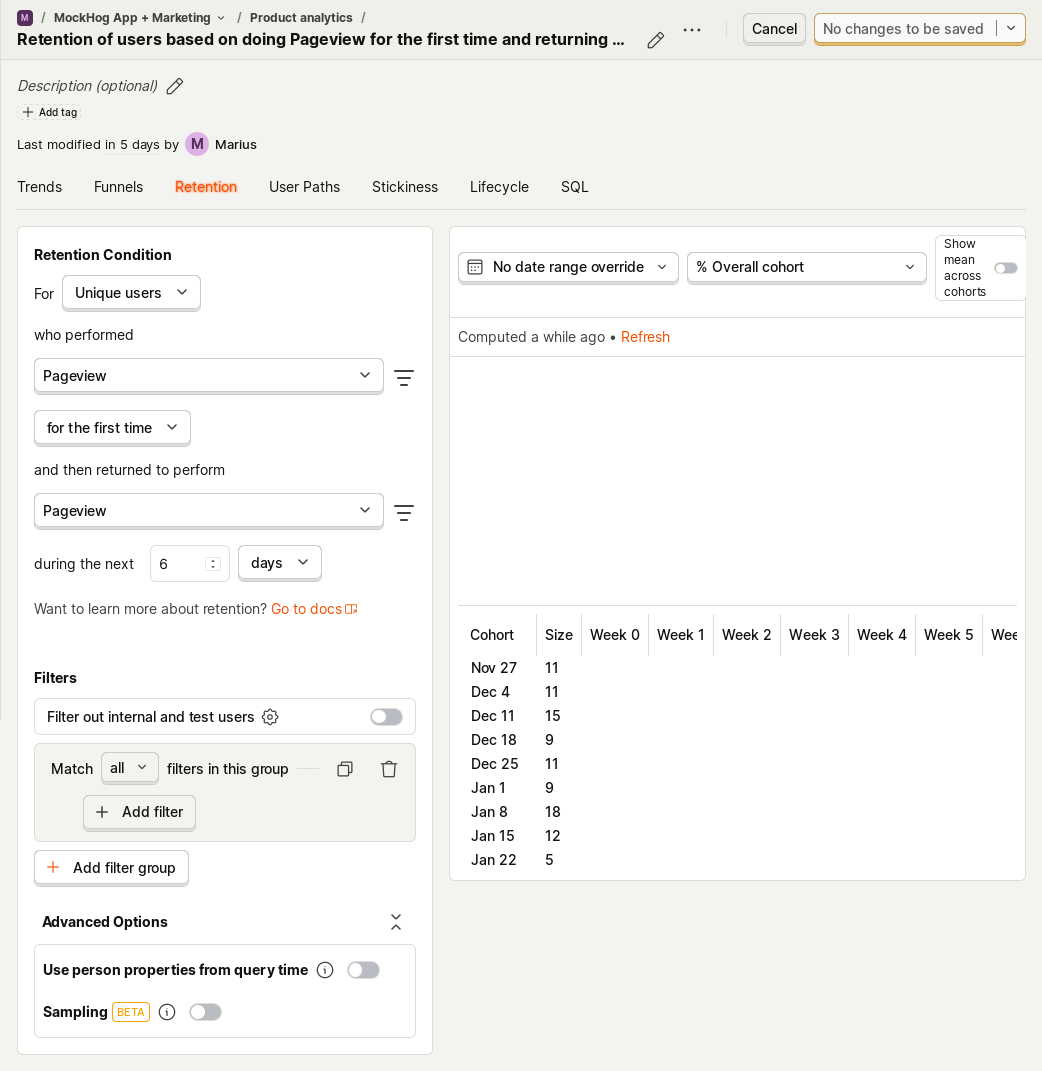 M / MockHog App + Marketing / Product analytics /
Retention of users based on doing Pageview for the first time and returning ...
Cancel
No changes to be saved
Description (optional)
Add tag
Last modified in 5 days by M Marius
Trends Funnels Retention User Paths Stickiness Lifecycle SQL
Retention Condition
For Unique users
who performed
Pageview
for the first time
and then returned to perform
Pageview
during the next 6 days
Want to learn more about retention? Go to docs
Filters
Filter out internal and test users
Match all filters in this group
Add filter
Add filter group
Advanced Options
Use person properties from query time
Sampling BETA
No date range override
% Overall cohort
Show
mean
across
cohorts
Computed a while ago • Refresh
Cohort Size Week 0 Week 1 Week 2 Week 3 Week 4 Week 5 Wee
Nov 27 11
Dec 4 11
Dec 11 15
Dec 18 9
Dec 25 11
Jan 1 9
Jan 8 18
Jan 15 12
Jan 22 5